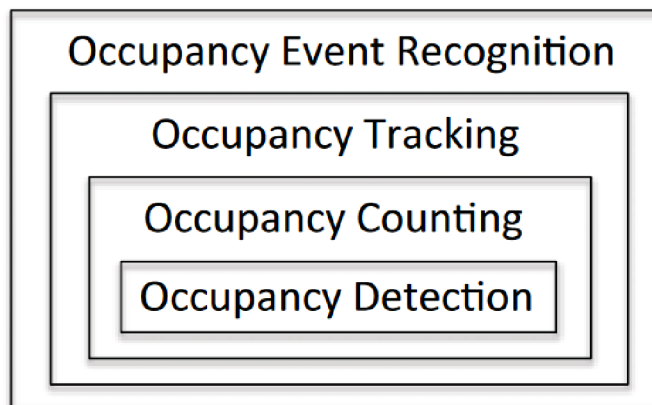 Occupancy Event Recognition
Occupancy Tracking
Occupancy Counting
Occupancy Detection